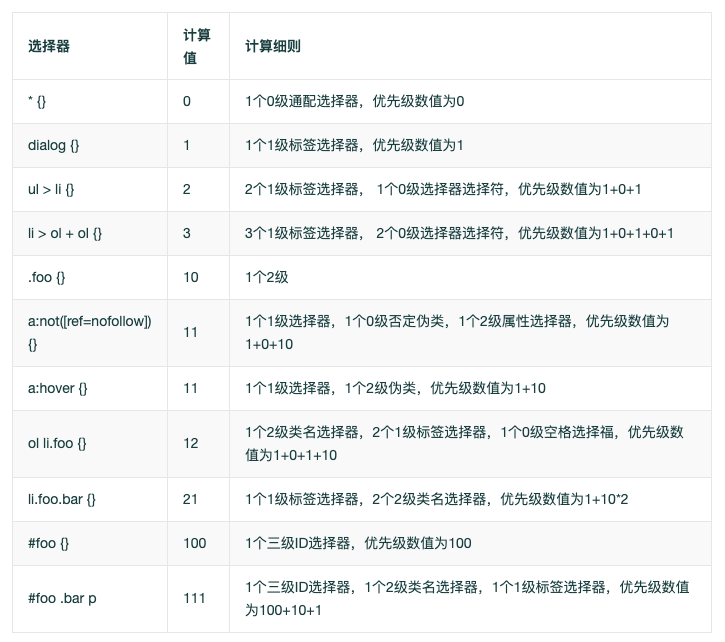 选择器 计算值 计算细则
* {} 0 1个0级通配选择器，优先级数值为0
dialog {} 1 1个1级标签选择器，优先级数值为1
ul > li {} 2 2个1级标签选择器， 1个0级选择器选择符，优先级数值为1+0+1
li > ol + ol {} 3 3个1级标签选择器， 2个0级选择器选择符，优先级数值为1+0+1+0+1
.foo {} 10 1个2级
a:not([ref=nofollow]) {} 11 1个1级选择器，1个0级否定伪类，1个2级属性选择器，优先级数值为
1+0+10
a:hover {} 11 1个1级选择器，1个2级伪类，优先级数值为1+10
ol li.foo {} 12 1个2级类名选择器，2个1级标签选择器，1个0级空格选择福，优先级数
值为1+0+1+10
li.foo.bar {} 21 1个1级标签选择器，2个2级类名选择器，优先级数值为1+10*2
#foo {} 100 1个三级ID选择器，优先级数值为100
#foo .bar p 111 1个三级ID选择器，1个2级类名选择器，1个1级标签选择器，优先级数值
为100+10+1